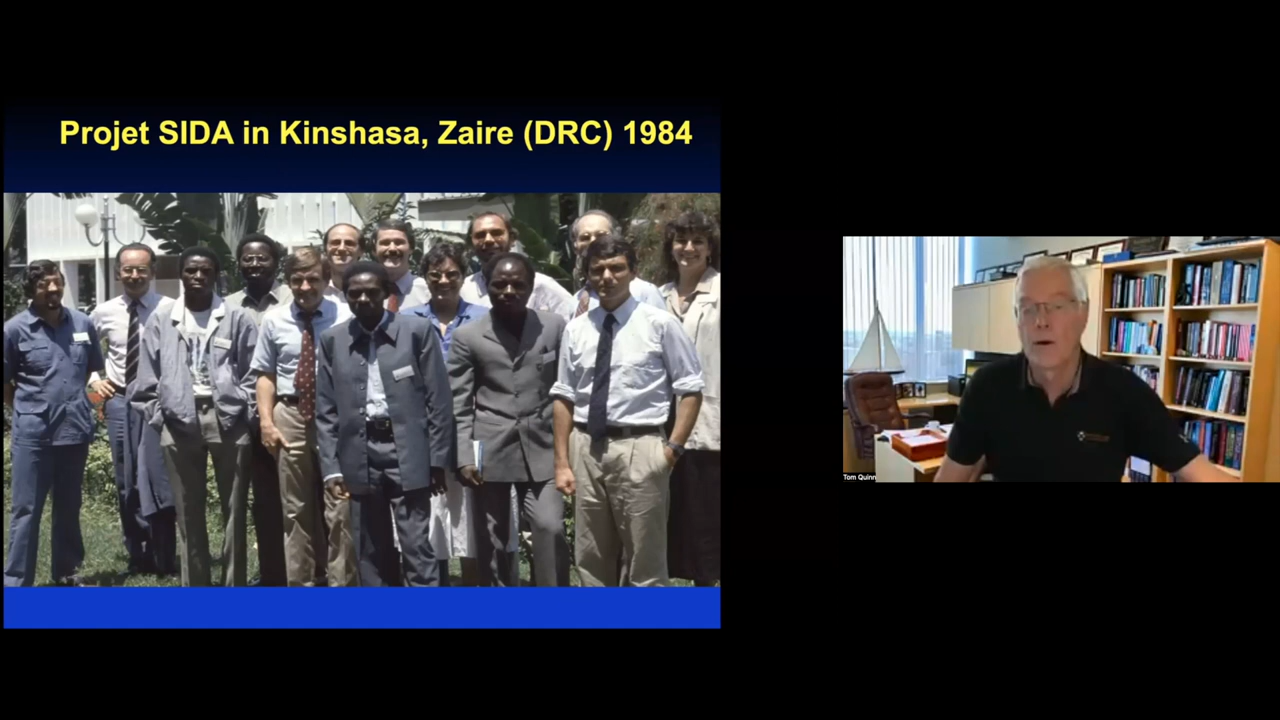 Projet SIDA in Kinshasa, Zaire (DRC) 1984
Tom Quinn